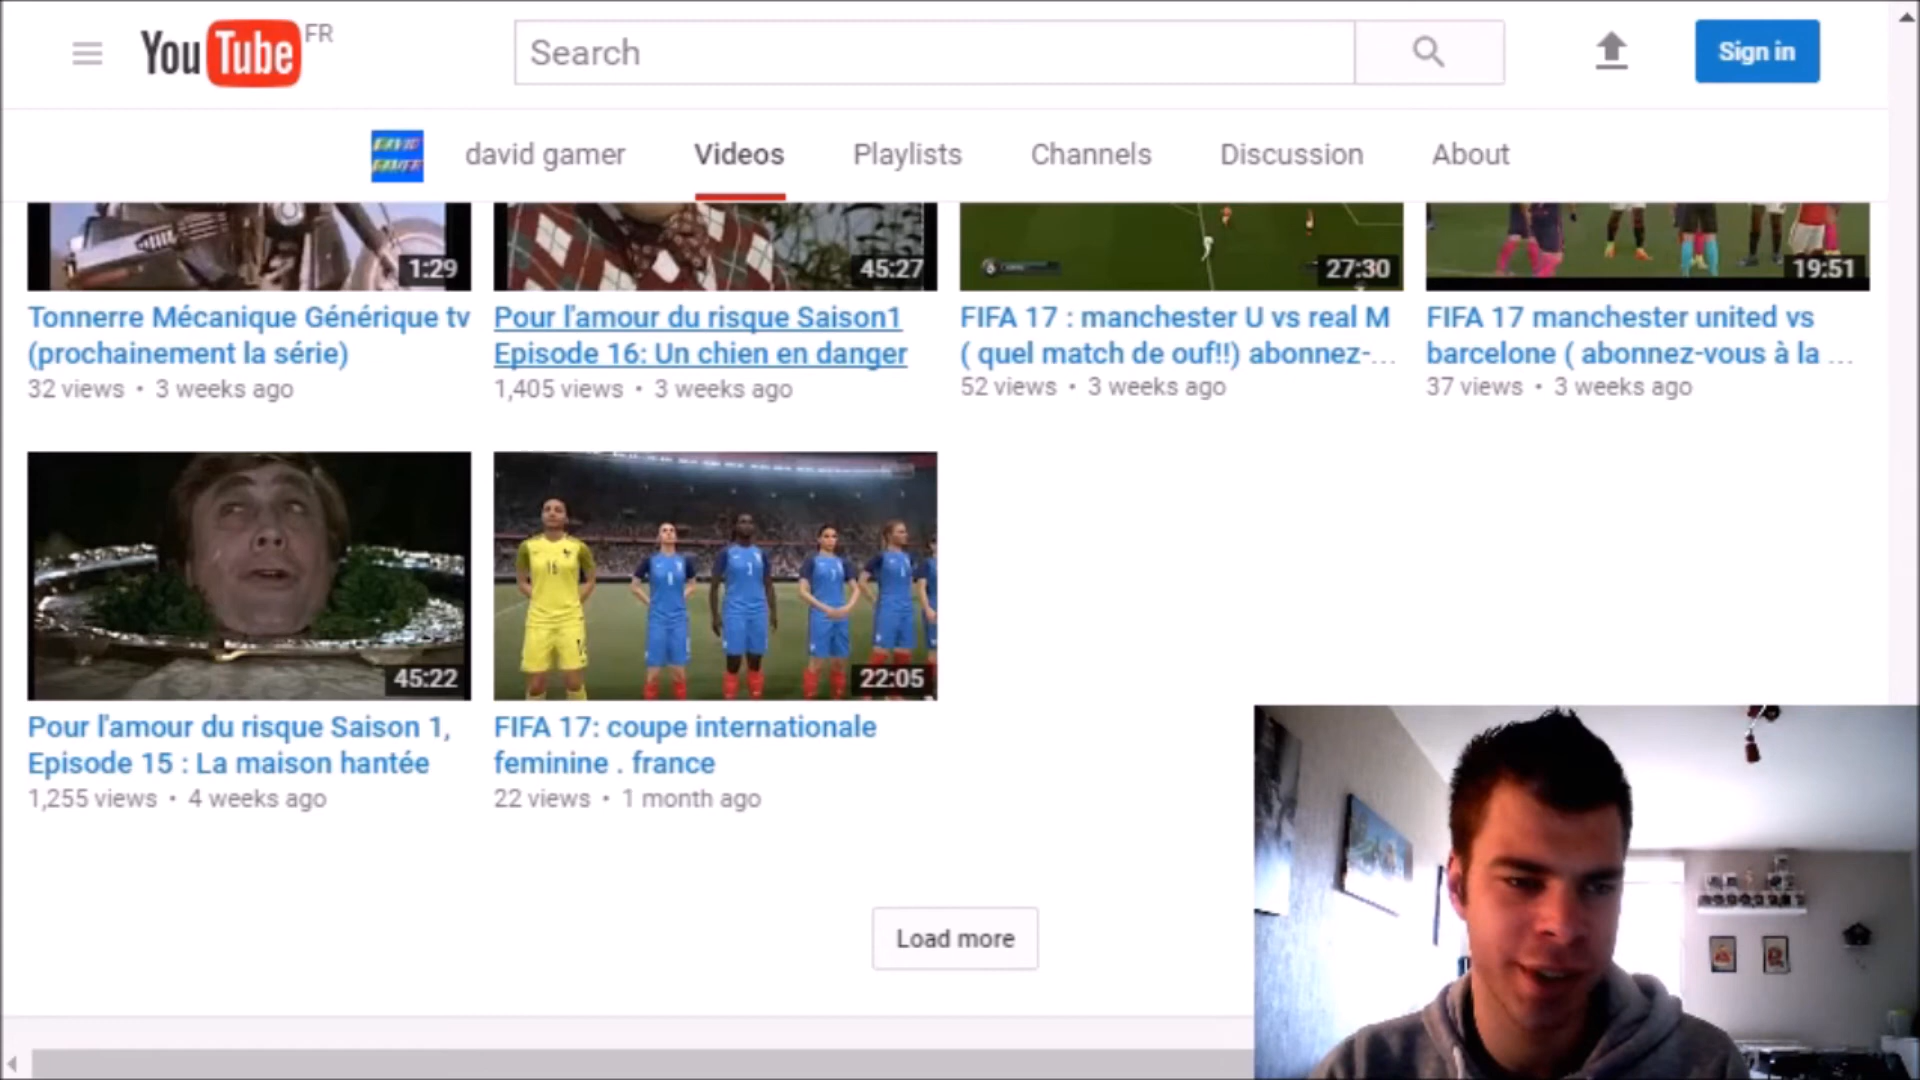 YouTube FR
Search
Sign in
DAVID
GAMER
david gamer
Videos
Playlists
Channels
Discussion
About
1:29
45:27
27:30
19:51
Tonnerre Mécanique Générique tv
(prochainement la série)
32 views • 3 weeks ago
Pour l'amour du risque Saison1
Episode 16: Un chien en danger
1,405 views • 3 weeks ago
FIFA 17 : manchester U vs real M
( quel match de ouf!!) abonnez-...
52 views • 3 weeks ago
FIFA 17 manchester united vs
barcelone ( abonnez-vous à la ...
37 views • 3 weeks ago
45:22
16
22:05
Pour l'amour du risque Saison 1,
Episode 15 : La maison hantée
1,255 views • 4 weeks ago
FIFA 17: coupe internationale
feminine . france
22 views • 1 month ago
Load more